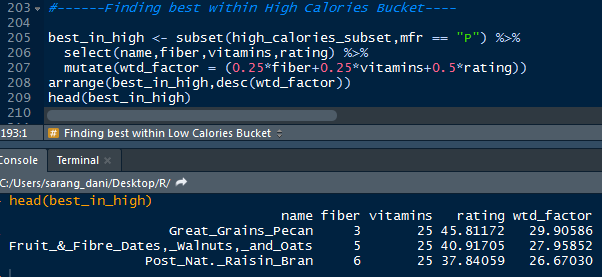 203 #------Finding best within High Calories Bucket----
204
205 best_in_high <- subset(high_calories_subset,mfr == "P") %>%
206 select(name,fiber,vitamins,rating) %>%
207 mutate(wtd_factor = (0.25*fiber+0.25*vitamins+0.5*rating))
208 arrange(best_in_high,desc(wtd_factor))
209 head(best_in_high)
210
193:1 # Finding best within Low Calories Bucket
Console Terminal ×
C:/Users/sarang_dani/Desktop/R/
head(best_in_high)
name fiber vitamins rating wtd_factor
Great_Grains_Pecan 3 25 45.81172 29.90586
Fruit_&_Fibre_Dates,_Walnuts,_and_Oats 5 25 40.91705 27.95852
Post_Nat._Raisin_Bran 6 25 37.84059 26.67030